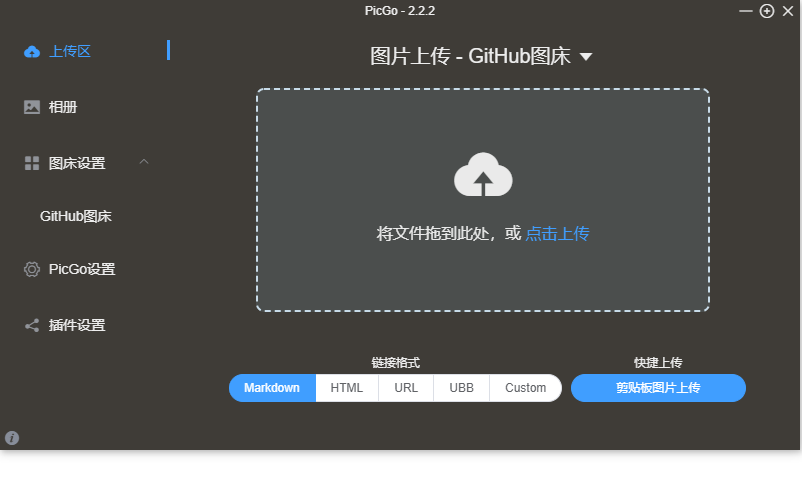 PicGo - 2.2.2
上传区
相册
图床设置
GitHub图床
PicGo设置
插件设置
图片上传 - GitHub图床
将文件拖到此处，或 点击上传
链接格式
Markdown HTML URL UBB Custom
快捷上传
剪贴板图片上传